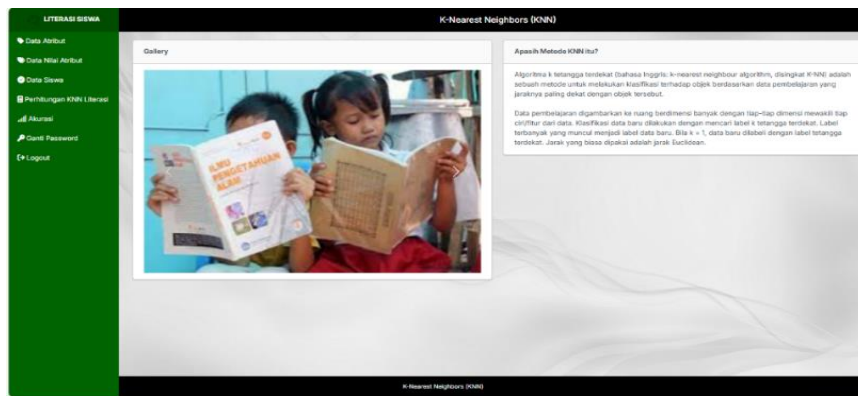 LITERASI SISWA
K-Nearest Neighbors (KNN)
Data Atribut
Data Nilai Atribut
Data Siswa
Perhitungan KNN Literasi
Akurasi
Ganti Password
Logout
Gallery
ILMU
PENGETAHUAN
ALAM
Apasih Metode KNN itu?
Algoritma k tetangga terdekat (bahasa Inggris: k-nearest neighbour algorithm, disingkat K-NN) adalah
sebuah metode untuk melakukan klasifikasi terhadap objek berdasarkan data pembelajaran yang
jaraknya paling dekat dengan objek tersebut.
Data pembelajaran digambarkan ke ruang berdimensi banyak dengan tiap-tiap dimensi mewakili tiap
ciri/fitur dari data. Klasifikasi data baru dilakukan dengan mencari label k tetangga terdekat. Label
terbanyak yang muncul menjadi label data baru. Bila k = 1, data baru dilabeli dengan label tetangga
terdekat. Jarak yang biasa dipakai adalah jarak Euclidean.
K-Nearest Neighbors (KNN)